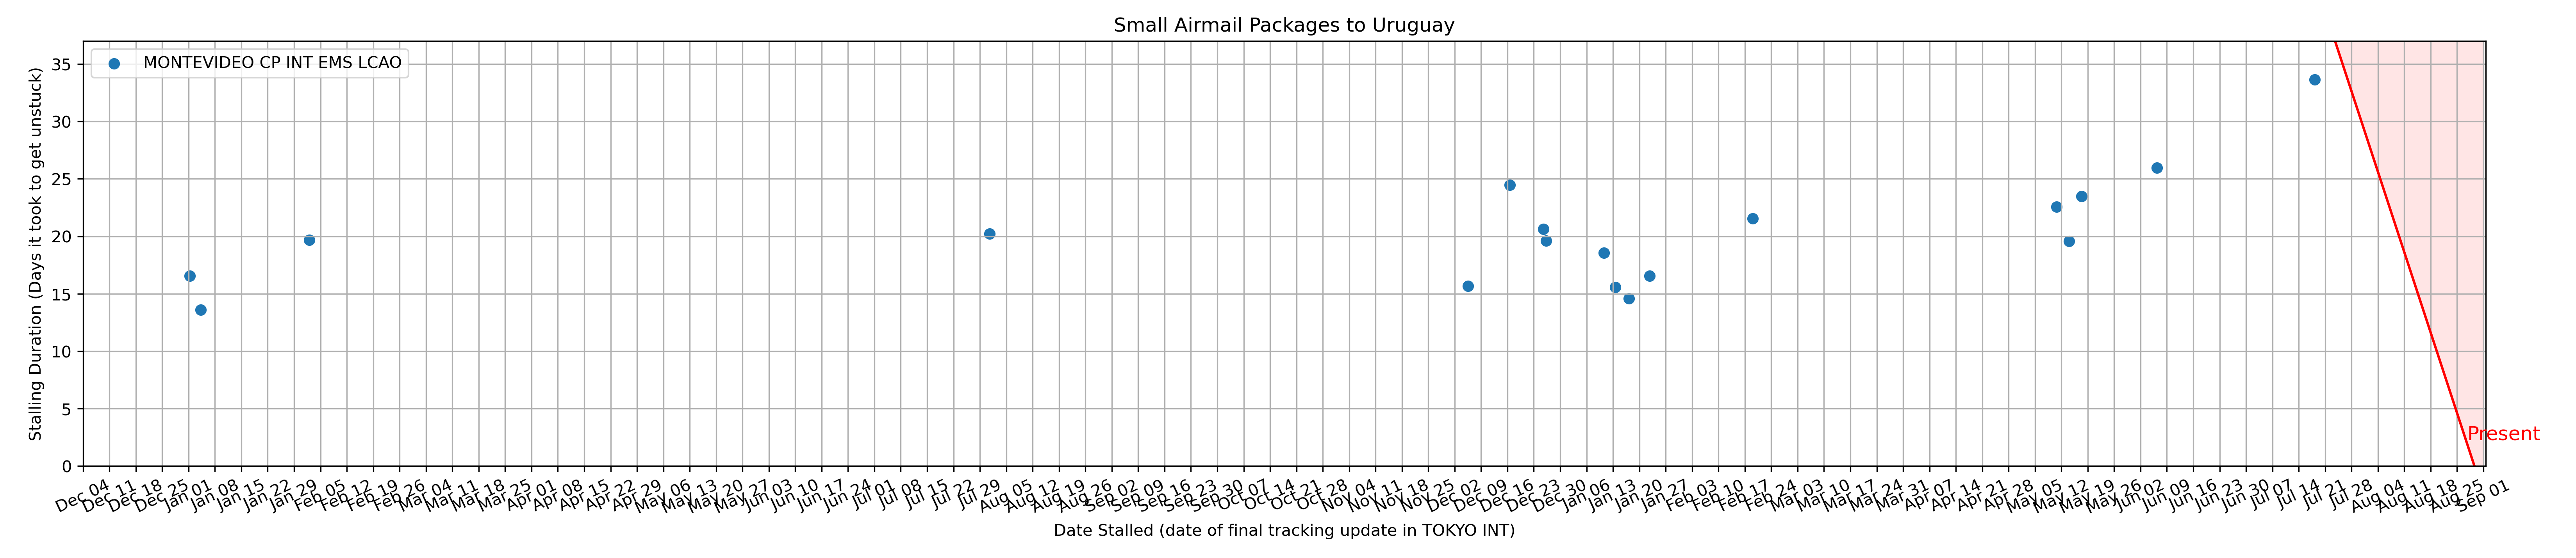 Small Airmail Packages to Uruguay
MONTEVIDEO CP INT EMS LCAO
Stalling Duration (Days it took to get unstuck)
35
30
25
20
15
10
5
0
Present
Dec 04 Dec 11 Dec 18 Dec 25 Jan 01 Jan 08 Jan 15 Jan 22 Jan 29 Feb 05 Feb 12 Feb 19 Feb 26 Mar 04 Mar 11 Mar 18 Mar 25 Apr 01 Apr 08 Apr 15 Apr 22 Apr 29 May 06 May 13 May 20 May 27 Jun 03 Jun 10 Jun 17 Jun 24 Jul 01 Jul 08 Jul 15 Jul 22 Jul 29 Aug 05 Aug 12 Aug 19 Aug 26 Sep 02 Sep 09 Sep 16 Sep 23 Sep 30 Oct 07 Oct 14 Oct 21 Oct 28 Nov 04 Nov 11 Nov 18 Nov 25 Dec 02 Dec 09 Dec 16 Dec 23 Dec 30 Jan 06 Jan 13 Jan 20 Jan 27 Feb 03 Feb 10 Feb 17 Feb 24 Mar 03 Mar 10 Mar 17 Mar 24 Mar 31 Apr 07 Apr 14 Apr 21 Apr 28 May 05 May 12 May 19 May 26 Jun 02 Jun 09 Jun 16 Jun 23 Jun 30 Jul 07 Jul 14 Jul 21 Jul 28 Aug 04 Aug 11 Aug 18 Aug 25 Sep 01
Date Stalled (date of final tracking update in TOKYO INT)